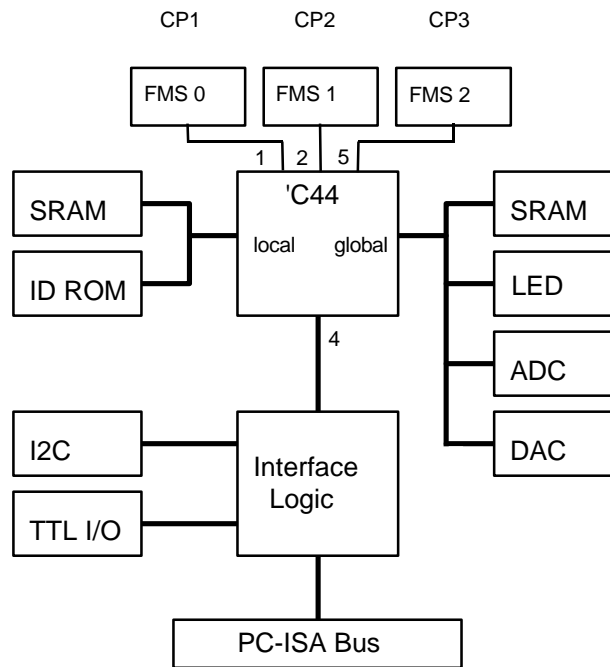 CP1 CP2 CP3
FMS 0 FMS 1 FMS 2
1 2 5
'C44
SRAM local global SRAM
ID ROM LED
4
ADC
I2C Interface DAC
Logic
TTL I/O
PC-ISA Bus